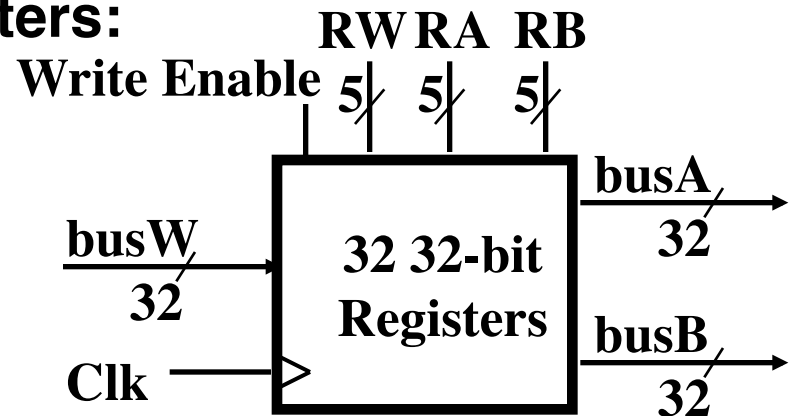 ters:
RW RA RB
Write Enable 5 5 5
busA
busW 32 32-bit 32
32 Registers
busB
Clk 32